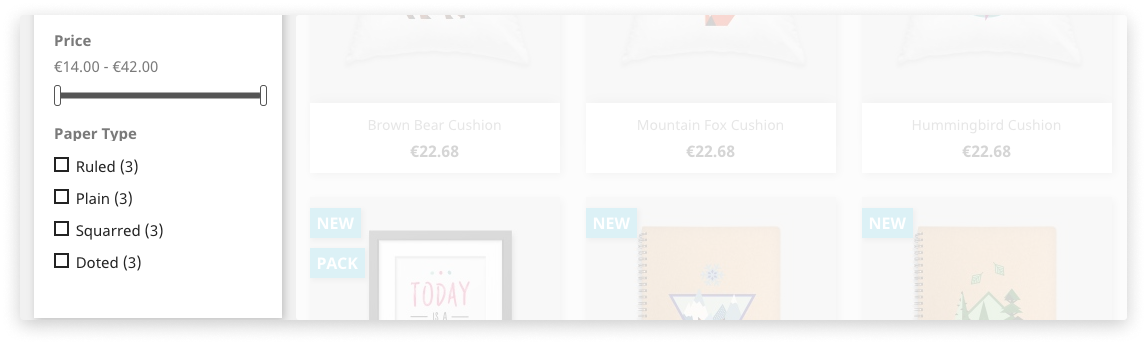 Price
€14.00 - €42.00
Paper Type
Ruled (3)
Plain (3)
Squarred (3)
Doted (3)
Brown Bear Cushion
€22.68
Mountain Fox Cushion
€22.68
Hummingbird Cushion
€22.68
NEW
PACK
TODAY
IS A
NEW
NEW